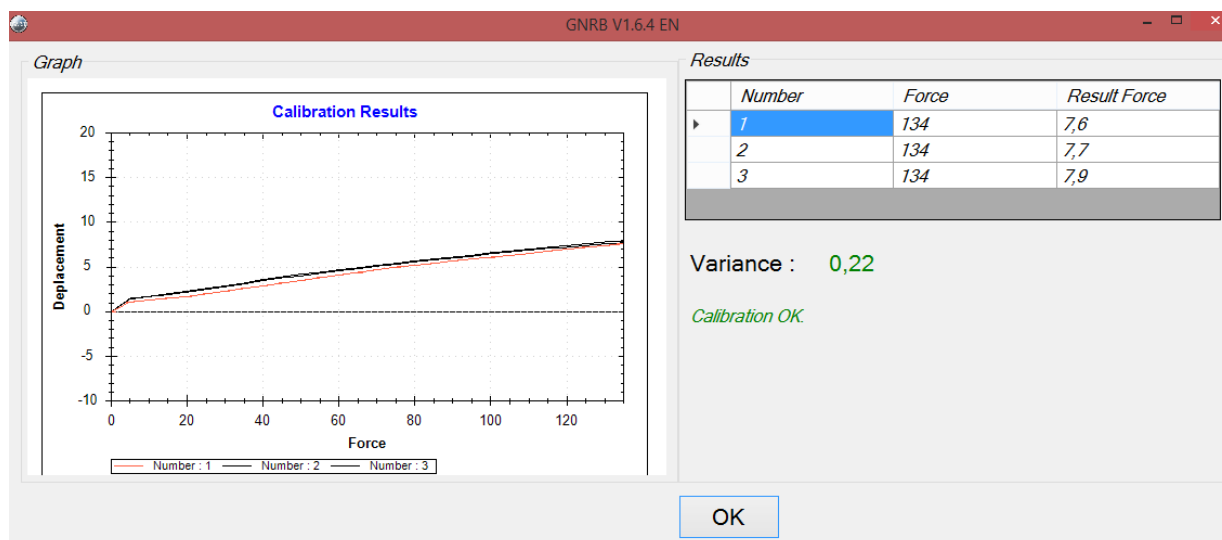 GNRB V1.6.4 EN
Graph
Calibration Results
20
15
10
5
0
-5
-10
Deplacement
0 20 40 60 80 100 120
Force
Number : 1 Number : 2 Number : 3
Results
Number Force Result Force
1 134 7,6
2 134 7,7
3 134 7,9
Variance : 0,22
Calibration OK.
OK